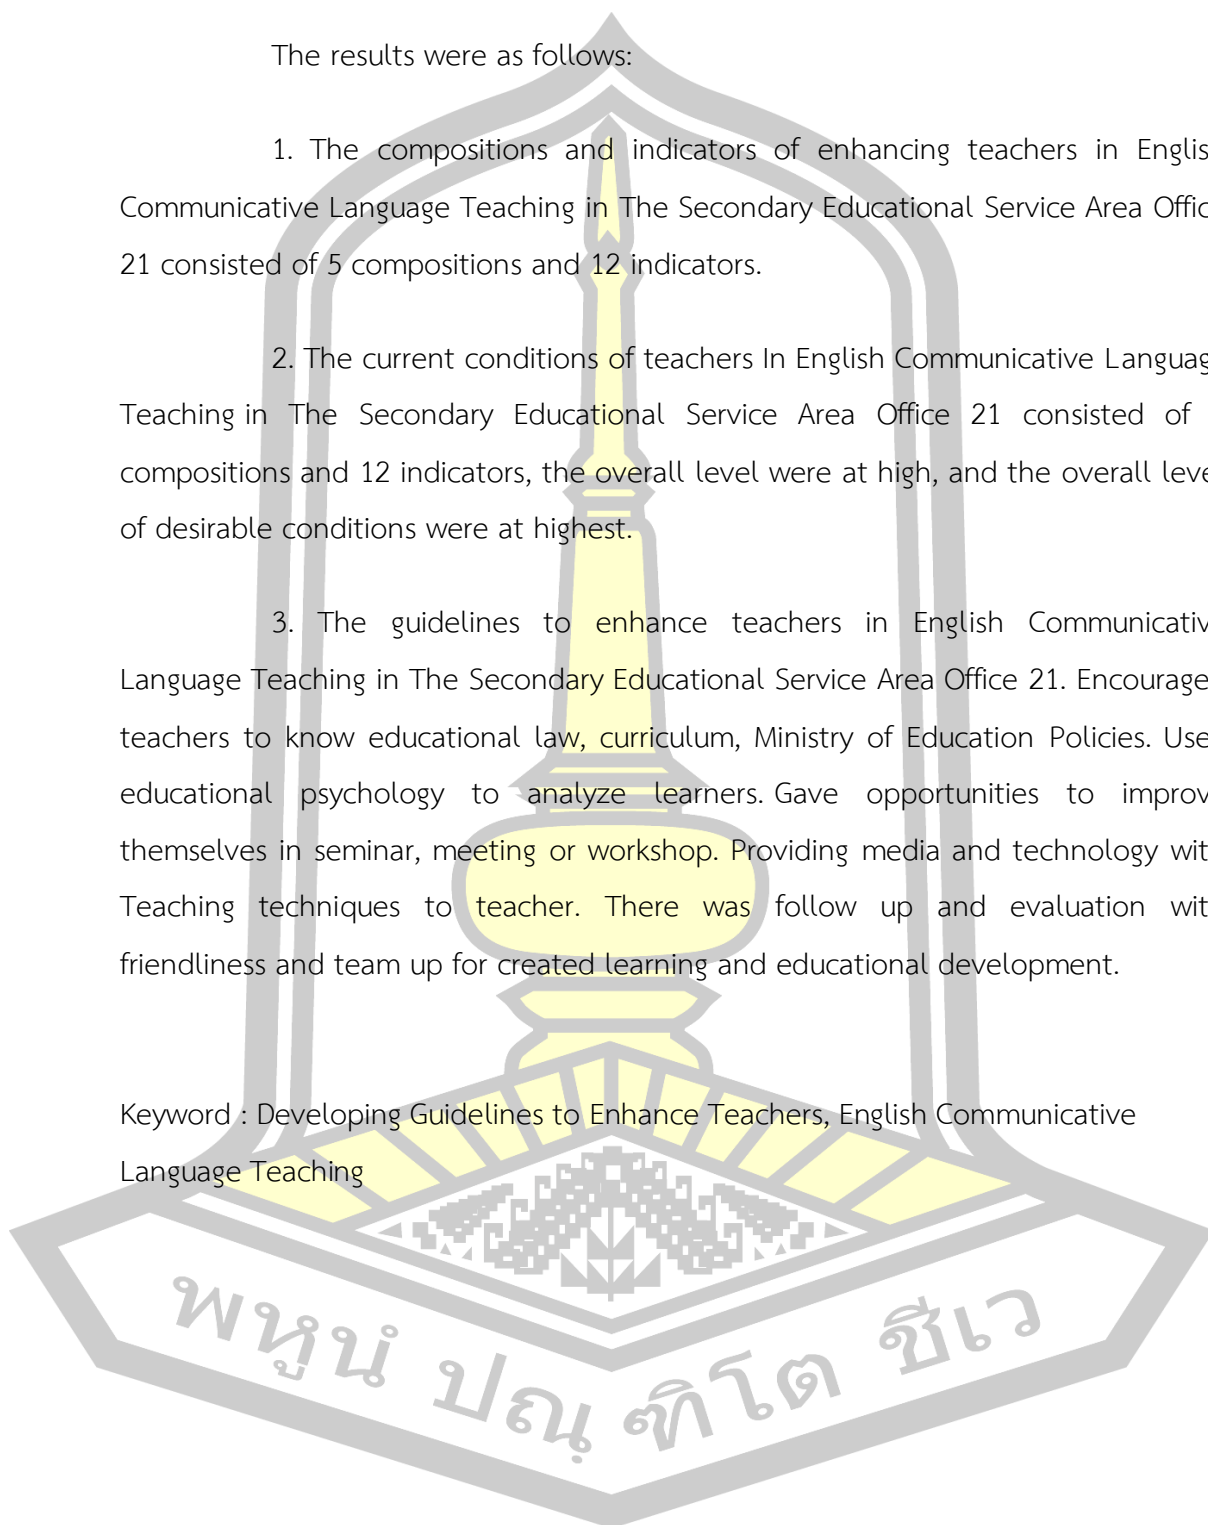 The results were as follows:
1. The compositions and indicators of enhancing teachers in Englis
Communicative Language Teaching in The Secondary Educational Service Area Offic
21 consisted of 5 compositions and 12 indicators.
2. The current conditions of teachers In English Communicative Languag
Teaching in The Secondary Educational Service Area Office 21 consisted of
compositions and 12 indicators, the overall level were at high, and the overall leve
of desirable conditions were at highest.
3. The guidelines to enhance teachers in English Communicativ
Language Teaching in The Secondary Educational Service Area Office 21. Encourage
teachers to know educational law, curriculum, Ministry of Education Policies. Use
educational psychology to analyze learners. Gave opportunities to improv
themselves in seminar, meeting or workshop. Providing media and technology wit
Teaching techniques to teacher. There was follow up and evaluation wit
friendliness and team up for created learning and educational development.
Keyword : Developing Guidelines to Enhance Teachers, English Communicative
Language Teaching
พหูนํ ปณฺฑิโต ชีเว